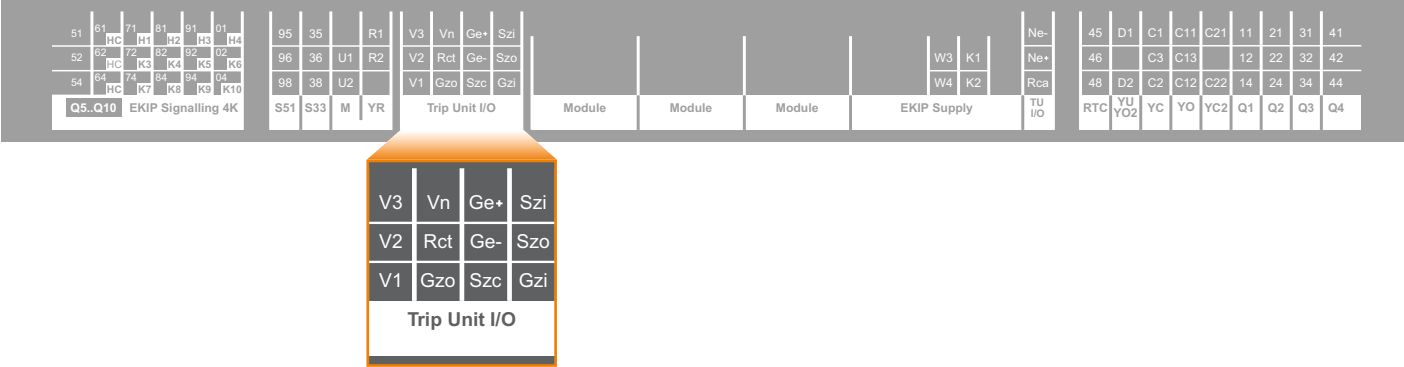 51 61 HC 71 H1 81 H2 91 H3 01 H4 95 35 R1 V3 Vn Ge+ Szi Ne- 45 D1 C1 C11 C21 11 21 31 41
52 62 HC 72 K3 82 K4 92 K5 02 K6 96 36 U1 R2 V2 Rct Ge- Szo W3 K1 Ne+ 46 C3 C13 12 22 32 42
54 64 HC 74 K7 84 K8 94 K9 04 K10 98 38 U2 V1 Gzo Szc Gzi W4 K2 Rca 48 D2 C2 C12 C22 14 24 34 44
Q5..Q10 EKIP Signalling 4K S51 S33 M YR Trip Unit I/O Module Module Module EKIP Supply TU I/O RTC YU YO2 YC YO YC2 Q1 Q2 Q3 Q4
V3 Vn Ge+ Szi
V2 Rct Ge- Szo
V1 Gzo Szc Gzi
Trip Unit I/O